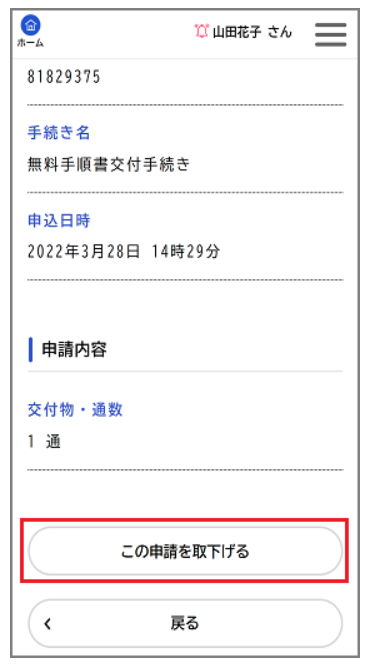 ホーム
山田花子 さん
81829375
手続き名
無料手順書交付手続き
申込日時
2022年3月28日 14時29分
申請内容
交付物・通数
1 通
この申請を取下げる
戻る